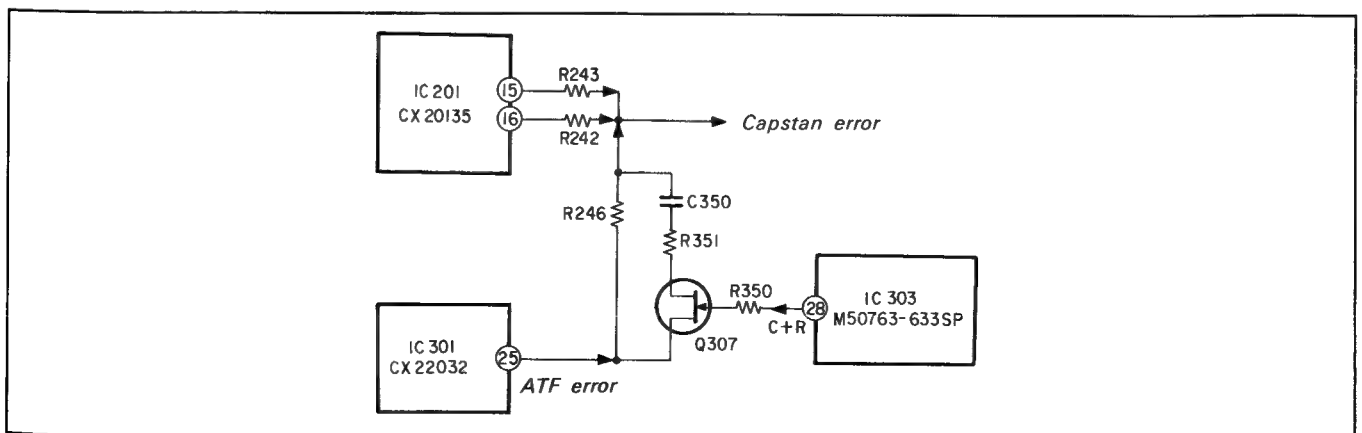 IC 201
CX 20135
15
16
R243
R242
Capstan error
R246
C350
R351
R350
28
C+R
Q307
IC 303
M50763-633SP
IC 301
CX 22032
25
ATF error